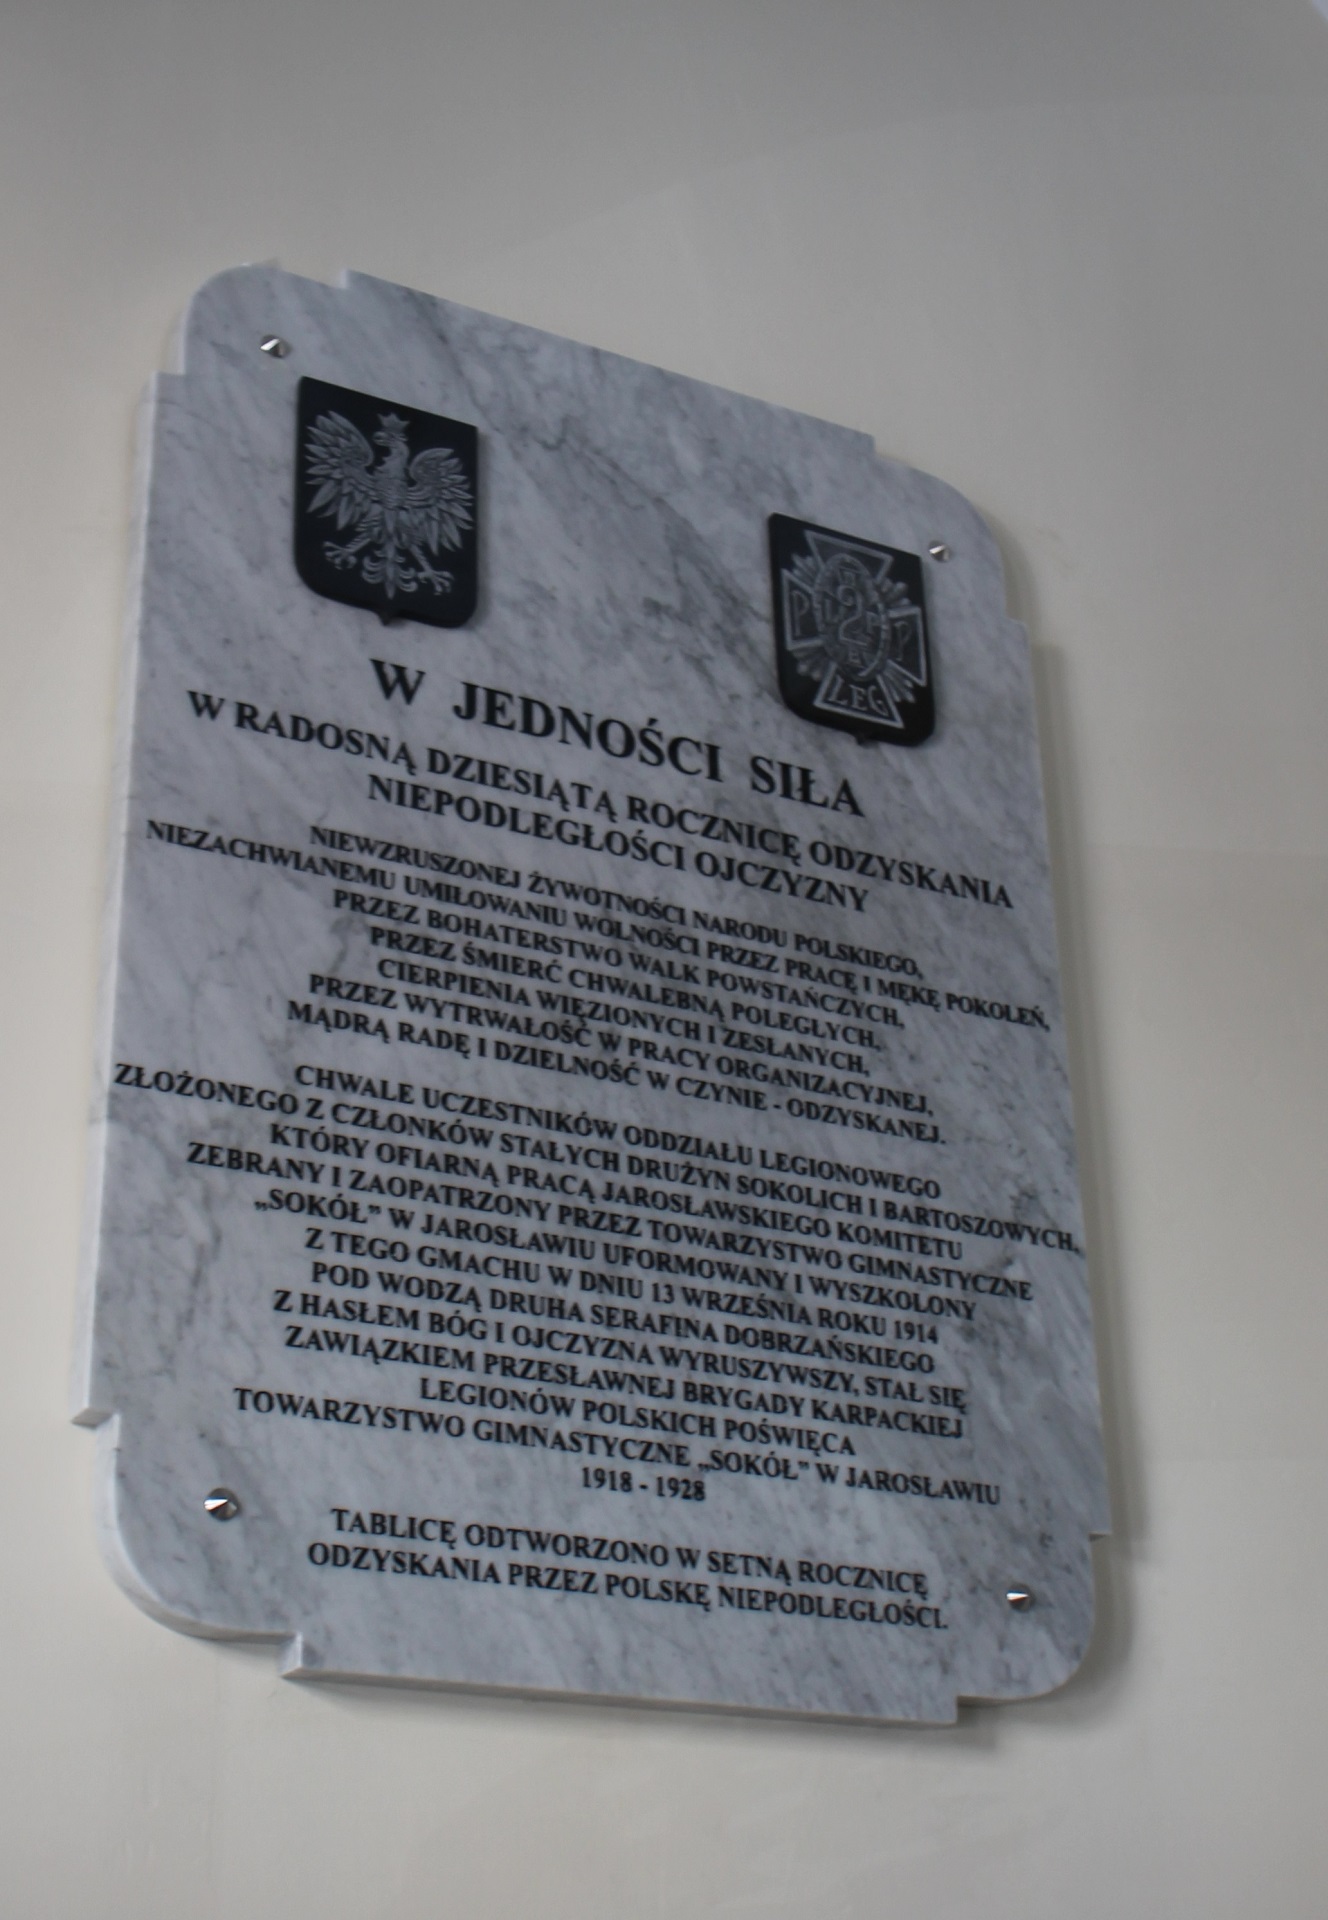 P 2 P
LEG
W JEDNOŚCI SIŁA
W RADOSNĄ DZIESIĄTĄ ROCZNICĘ ODZYSKANIA
NIEPODLEGŁOŚCI OJCZYZNY
NIEWZRUSZONEJ ŻYWOTNOŚCI NARODU POLSKIEGO,
NIEZACHWIANEMU UMIŁOWANIU WOLNOŚCI PRZEZ PRACĘ I MĘKĘ POKOLEŃ,
PRZEZ BOHATERSTWO WALK POWSTAŃCZYCH,
PRZEZ ŚMIERĆ CHWALEBNĄ POLEGŁYCH,
CIERPIENIA WIĘZIONYCH I ZESŁANYCH,
PRZEZ WYTRWAŁOŚĆ W PRACY ORGANIZACYJNEJ,
MĄDRĄ RADĘ I DZIELNOŚĆ W CZYNIE - ODZYSKANEJ.
CHWALE UCZESTNIKÓW ODDZIAŁU LEGIONOWEGO
ZŁOŻONEGO Z CZŁONKÓW STAŁYCH DRUŻYN SOKOLICH I BARTOSZOWYCH,
KTÓRY OFIARNĄ PRACĄ JAROSŁAWSKIEGO KOMITETU
ZEBRANY I ZAOPATRZONY PRZEZ TOWARZYSTWO GIMNASTYCZNE
„SOKÓŁ” W JAROSŁAWIU UFORMOWANY I WYSZKOLONY
Z TEGO GMACHU W DNIU 13 WRZEŚNIA ROKU 1914
POD WODZĄ DRUHA SERAFINA DOBRZAŃSKIEGO
Z HASŁEM BÓG I OJCZYZNA WYRUSZYWSZY, STAŁ SIĘ
ZAWIĄZKIEM PRZESŁAWNEJ BRYGADY KARPACKIEJ
LEGIONÓW POLSKICH POŚWIĘCA
TOWARZYSTWO GIMNASTYCZNE „SOKÓŁ” W JAROSŁAWIU
1918 - 1928
TABLICĘ ODTWORZONO W SETNĄ ROCZNICĘ
ODZYSKANIA PRZEZ POLSKĘ NIEPODLEGŁOŚCI.